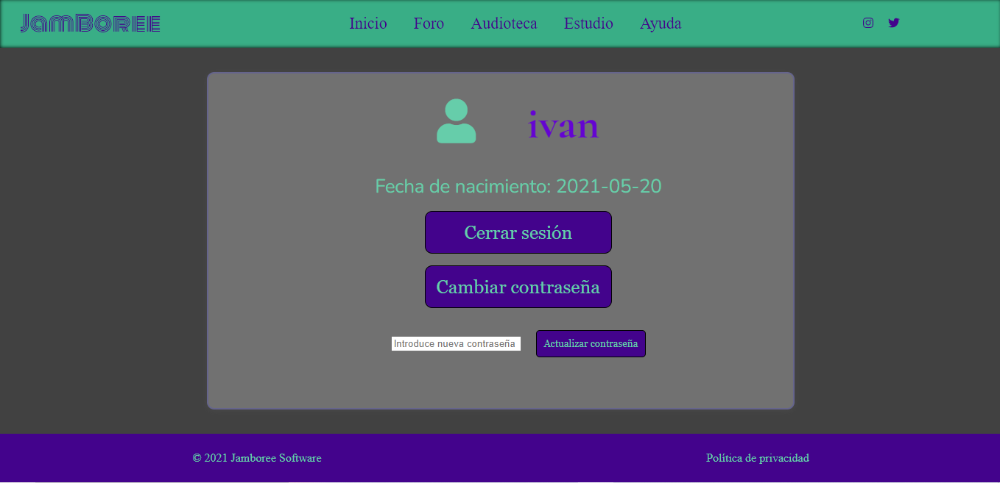 JamBoree
Inicio Foro Audioteca Estudio Ayuda
ivan
Fecha de nacimiento: 2021-05-20
Cerrar sesión
Cambiar contraseña
Introduce nueva contraseña Actualizar contraseña
© 2021 Jamboree Software Política de privacidad